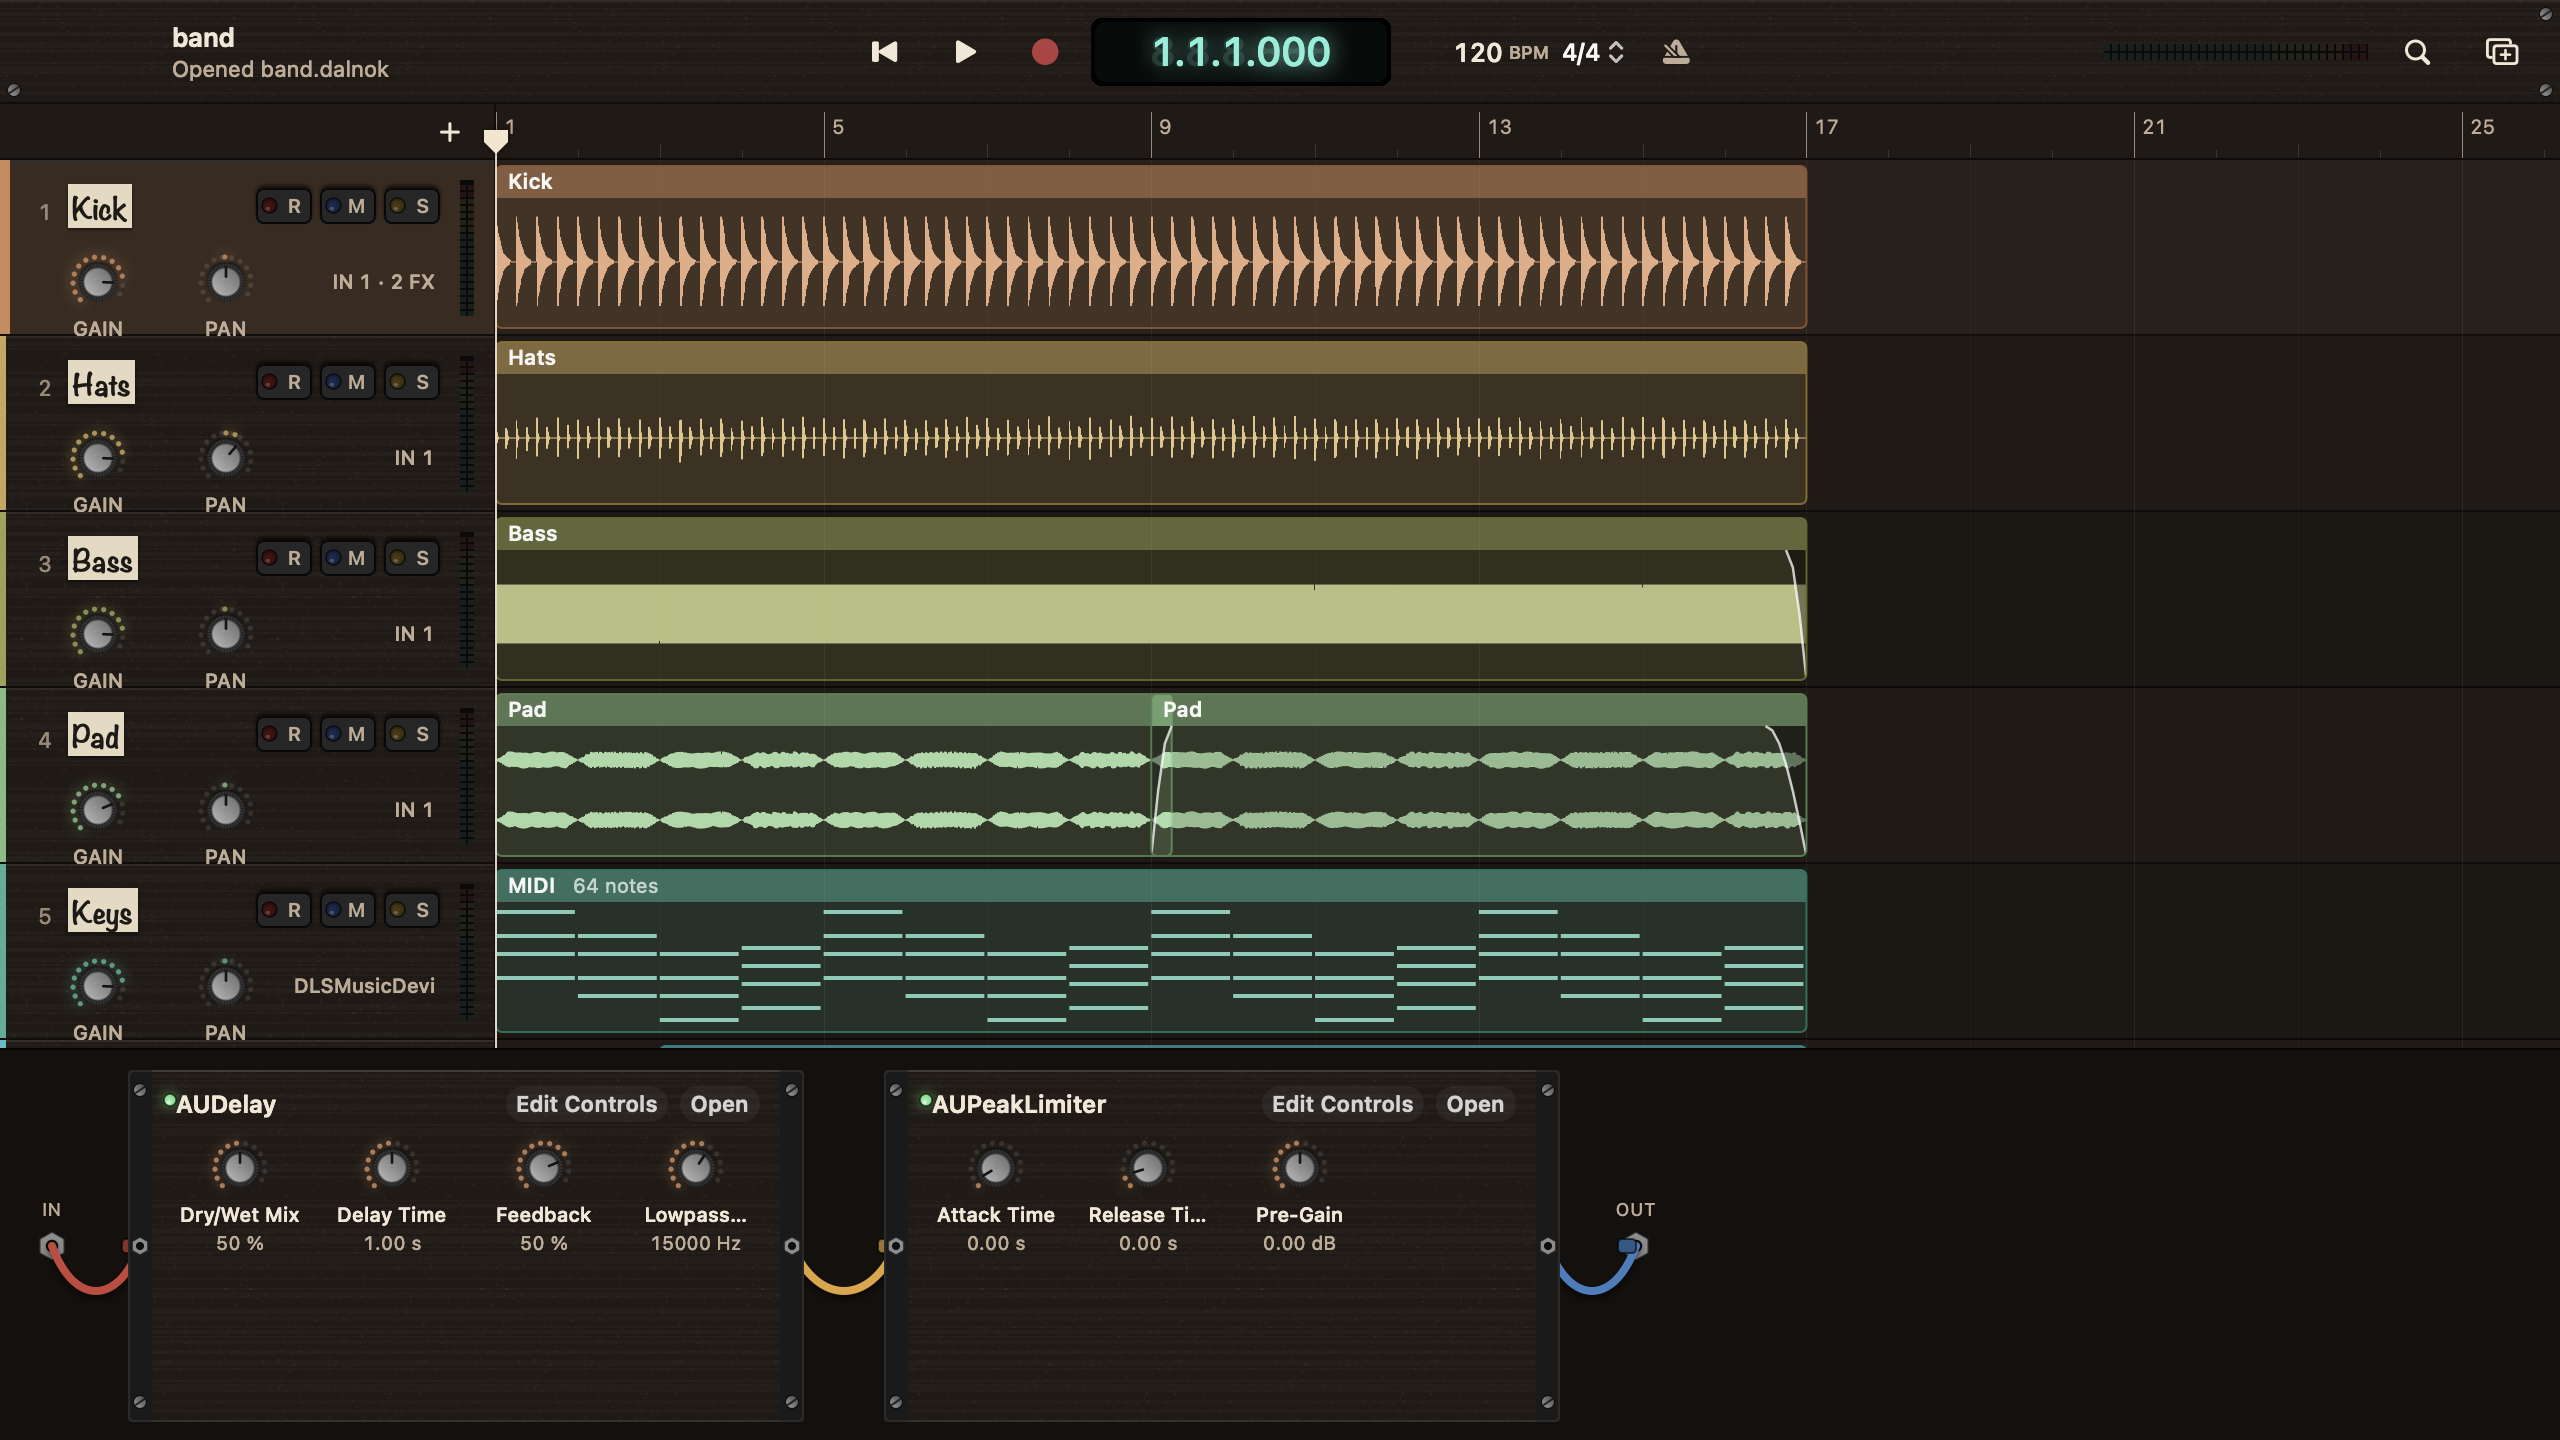 band
Opened band.dalnok
1.1.1.000
120 BPM 4/4
1 5 9 13 17 21 25
1 Kick R M S
IN 1 · 2 FX
GAIN PAN
Kick
2 Hats R M S
IN 1
GAIN PAN
Hats
3 Bass R M S
IN 1
GAIN PAN
Bass
4 Pad R M S
IN 1
GAIN PAN
Pad Pad
5 Keys R M S
DLSMusicDevi
GAIN PAN
MIDI 64 notes
IN
AUDelay Edit Controls Open
Dry/Wet Mix Delay Time Feedback Lowpass...
50 % 1.00 s 50 % 15000 Hz
AUPeakLimiter Edit Controls Open
Attack Time Release Ti... Pre-Gain
0.00 s 0.00 s 0.00 dB
OUT